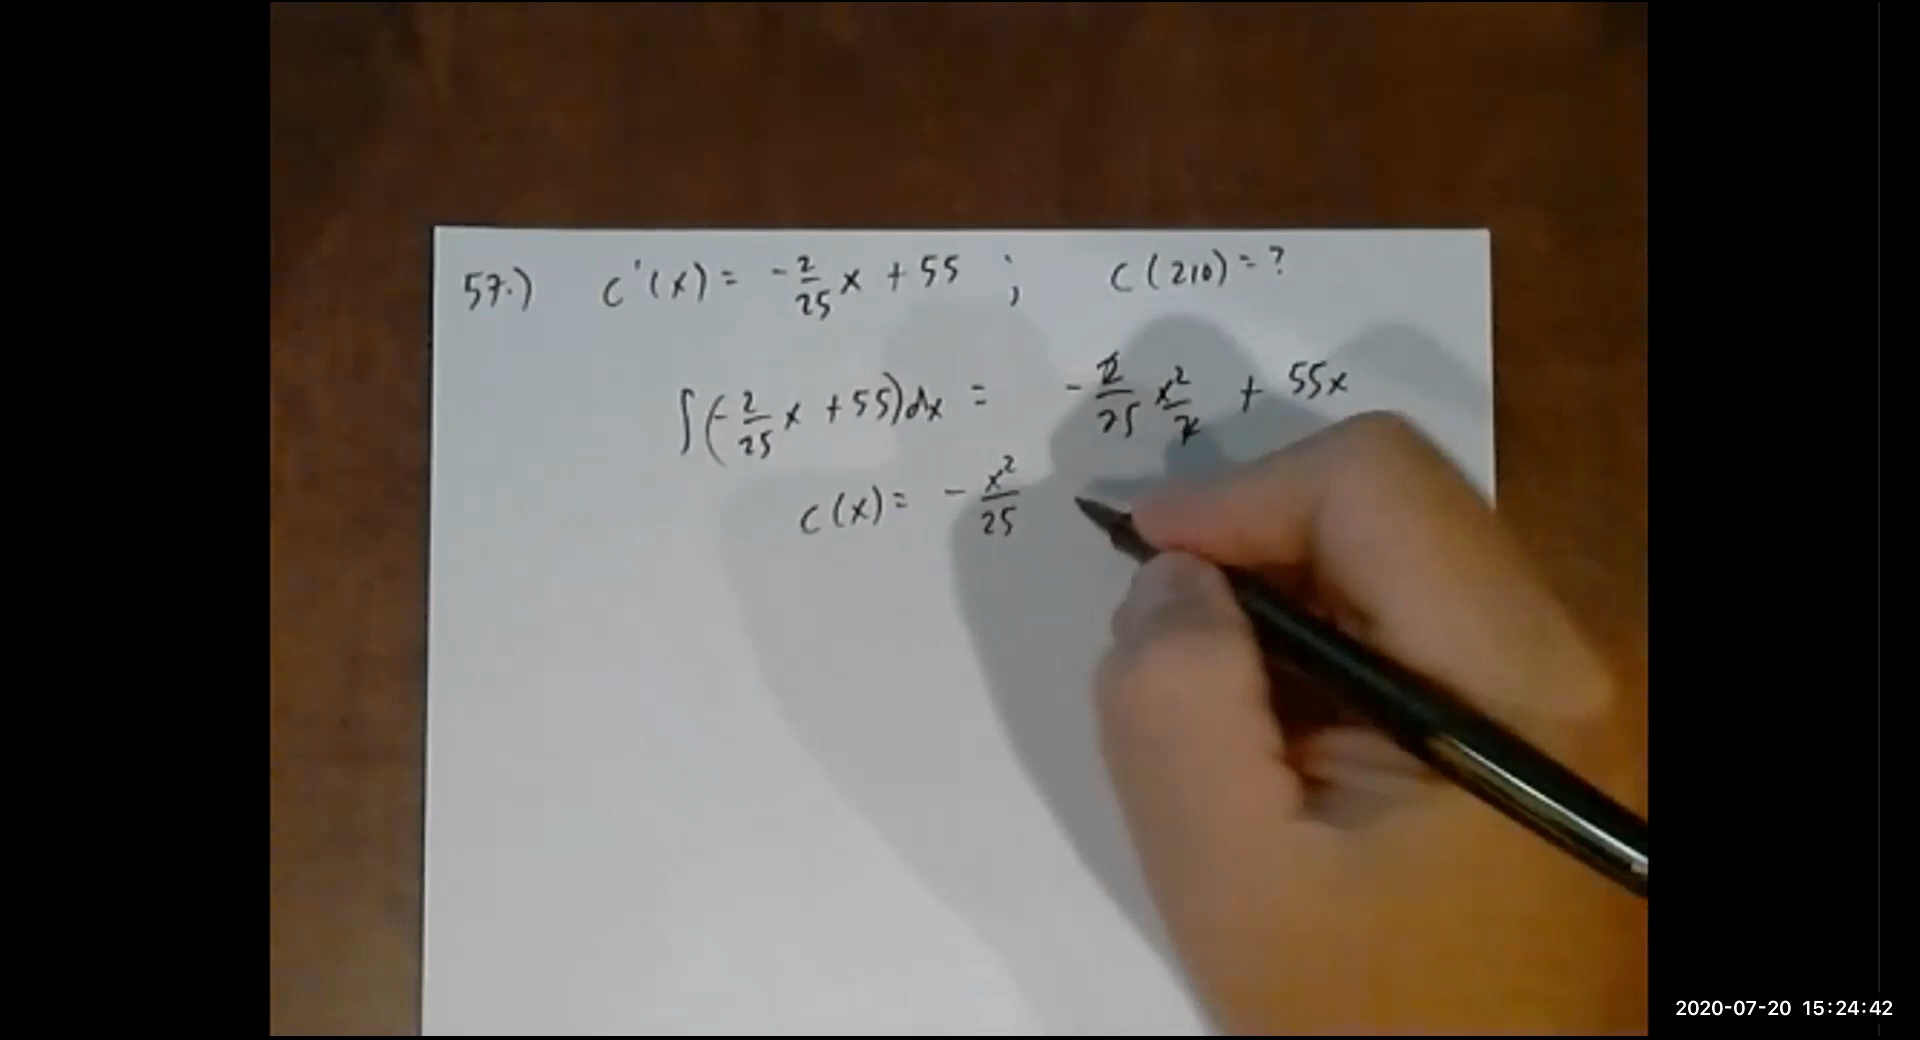 57.) C'(x) = -2/25 x + 55 ; C(210) = ?
∫(-2/25 x + 55)dx = -2/25 x²/2 + 55x
C(x) = - x²/25
2020-07-20 15:24:42